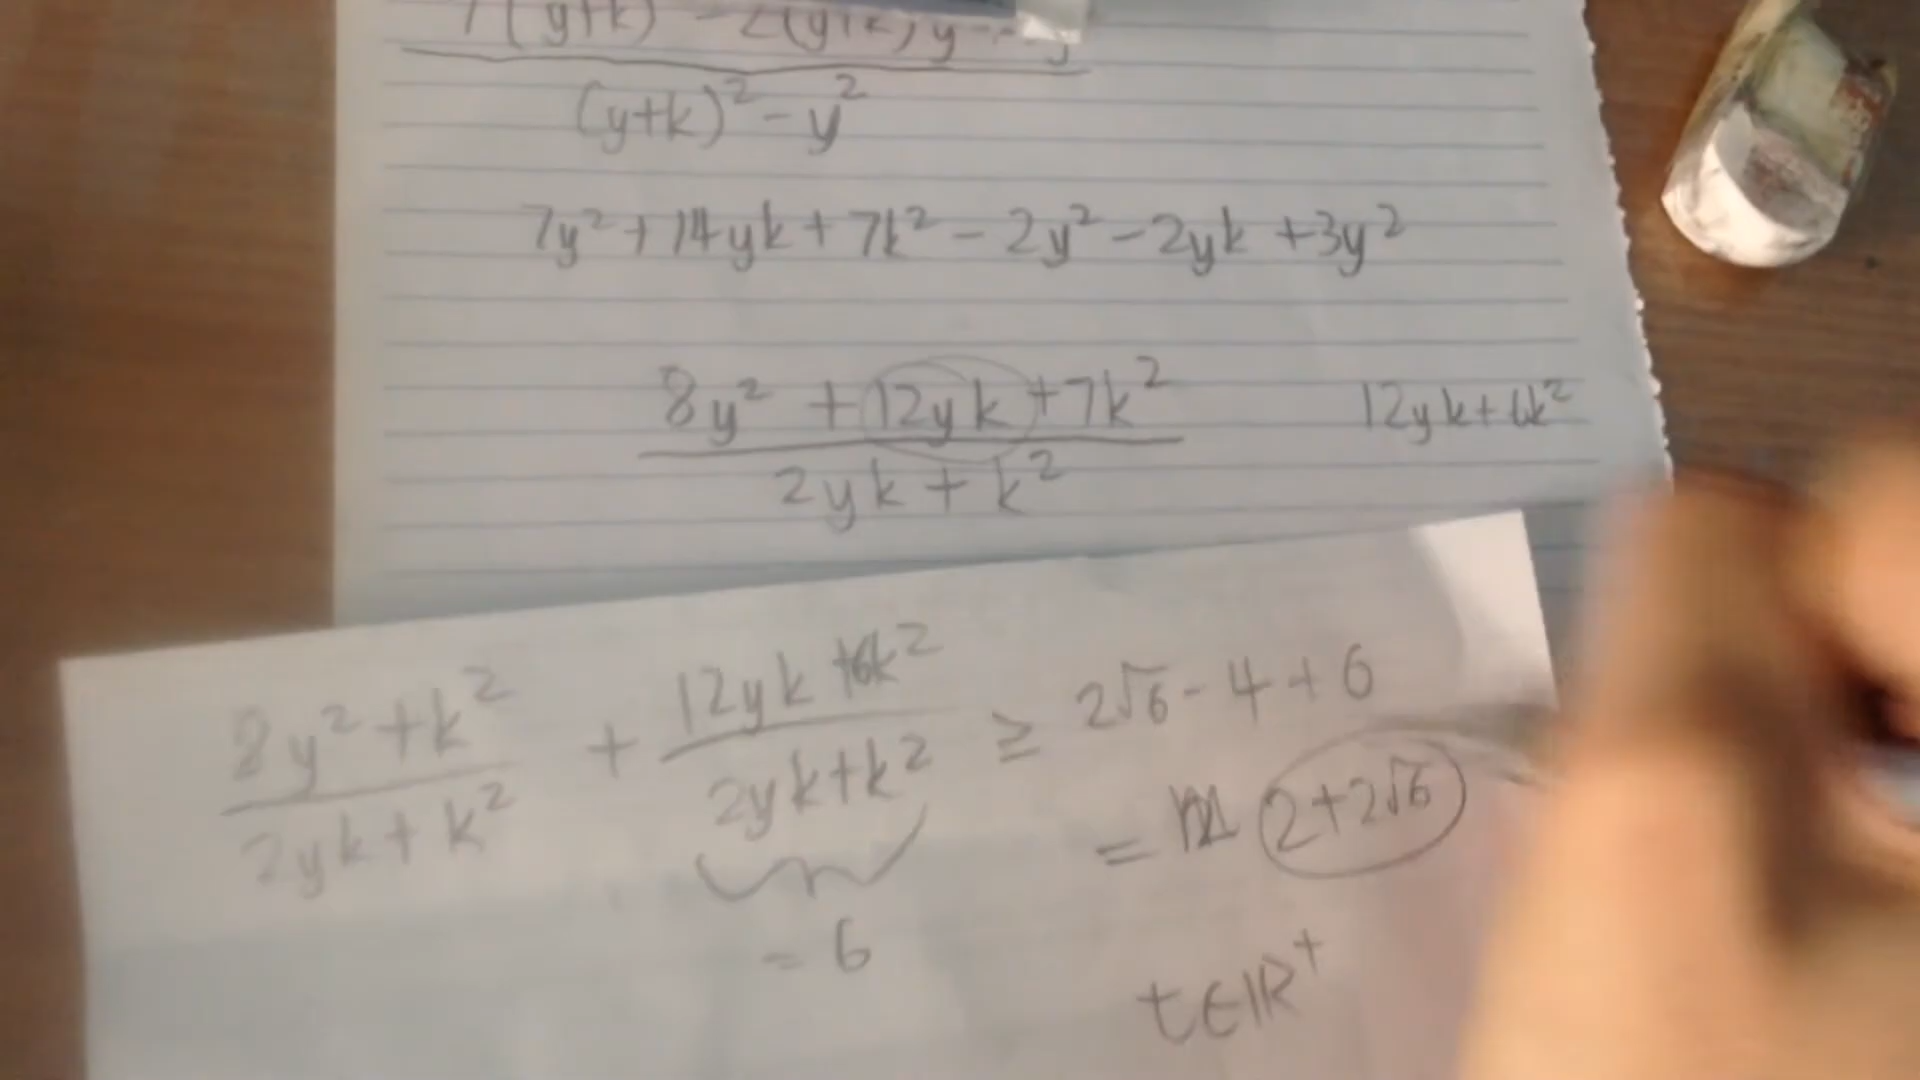 (y+k)² - y²
7y² + 14yk + 7k² - 2y² - 2yk + 3y²
8y² + 12yk + 7k²
2yk + k²
12yk + 6k²
8y² + k²
2yk + k²
+
12yk + 6k²
2yk + k²
≥ 2√6 - 4 + 6
= 2 + 2√6
= 6
t∈ℝ⁺